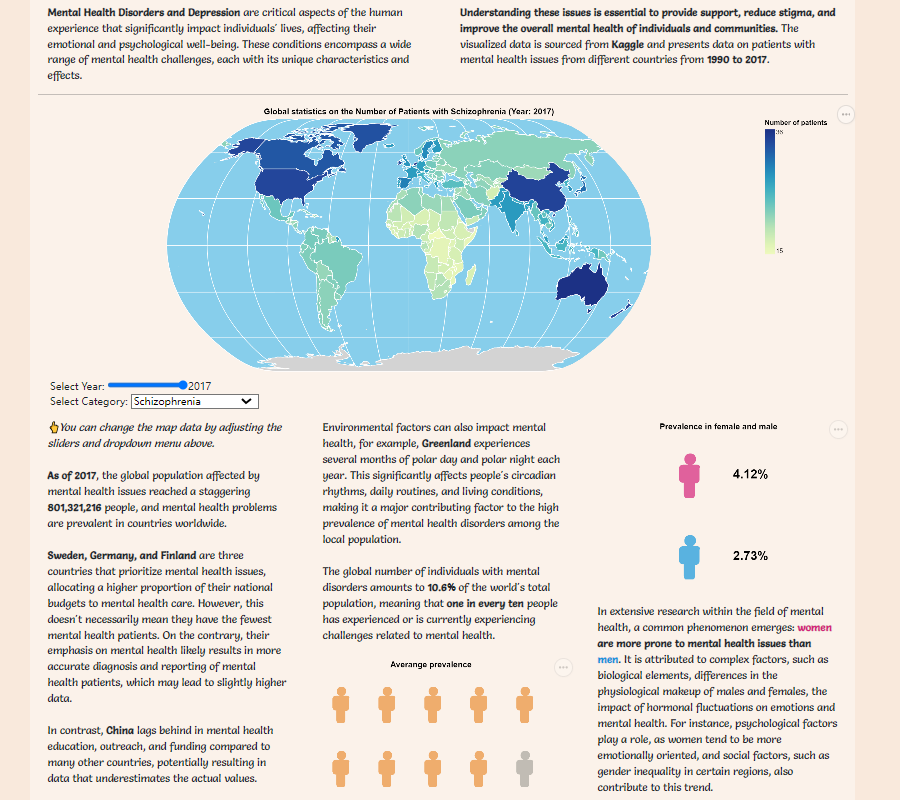 Mental Health Disorders and Depression are critical aspects of the human
experience that significantly impact individuals' lives, affecting their
emotional and psychological well-being. These conditions encompass a wide
range of mental health challenges, each with its unique characteristics and
effects.
Understanding these issues is essential to provide support, reduce stigma, and
improve the overall mental health of individuals and communities. The
visualized data is sourced from Kaggle and presents data on patients with
mental health issues from different countries from 1990 to 2017.
Global statistics on the Number of Patients with Schizophrenia (Year: 2017)
Number of patients
36
15
Select Year: 2017
Select Category: Schizophrenia
👆You can change the map data by adjusting the
sliders and dropdown menu above.
As of 2017, the global population affected by
mental health issues reached a staggering
801,321,216 people, and mental health problems
are prevalent in countries worldwide.
Sweden, Germany, and Finland are three
countries that prioritize mental health issues,
allocating a higher proportion of their national
budgets to mental health care. However, this
doesn't necessarily mean they have the fewest
mental health patients. On the contrary, their
emphasis on mental health likely results in more
accurate diagnosis and reporting of mental
health patients, which may lead to slightly higher
data.
In contrast, China lags behind in mental health
education, outreach, and funding compared to
many other countries, potentially resulting in
data that underestimates the actual values.
Environmental factors can also impact mental
health, for example, Greenland experiences
several months of polar day and polar night each
year. This significantly affects people's circadian
rhythms, daily routines, and living conditions,
making it a major contributing factor to the high
prevalence of mental health disorders among the
local population.
The global number of individuals with mental
disorders amounts to 10.6% of the world's total
population, meaning that one in every ten people
has experienced or is currently experiencing
challenges related to mental health.
Averange prevalence
Prevalence in female and male
4.12%
2.73%
In extensive research within the field of mental
health, a common phenomenon emerges: women
are more prone to mental health issues than
men. It is attributed to complex factors, such as
biological elements, differences in the
physiological makeup of males and females, the
impact of hormonal fluctuations on emotions and
mental health. For instance, psychological factors
play a role, as women tend to be more
emotionally oriented, and social factors, such as
gender inequality in certain regions, also
contribute to this trend.